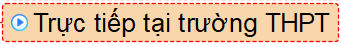 Trực tiếp tại trường THPT